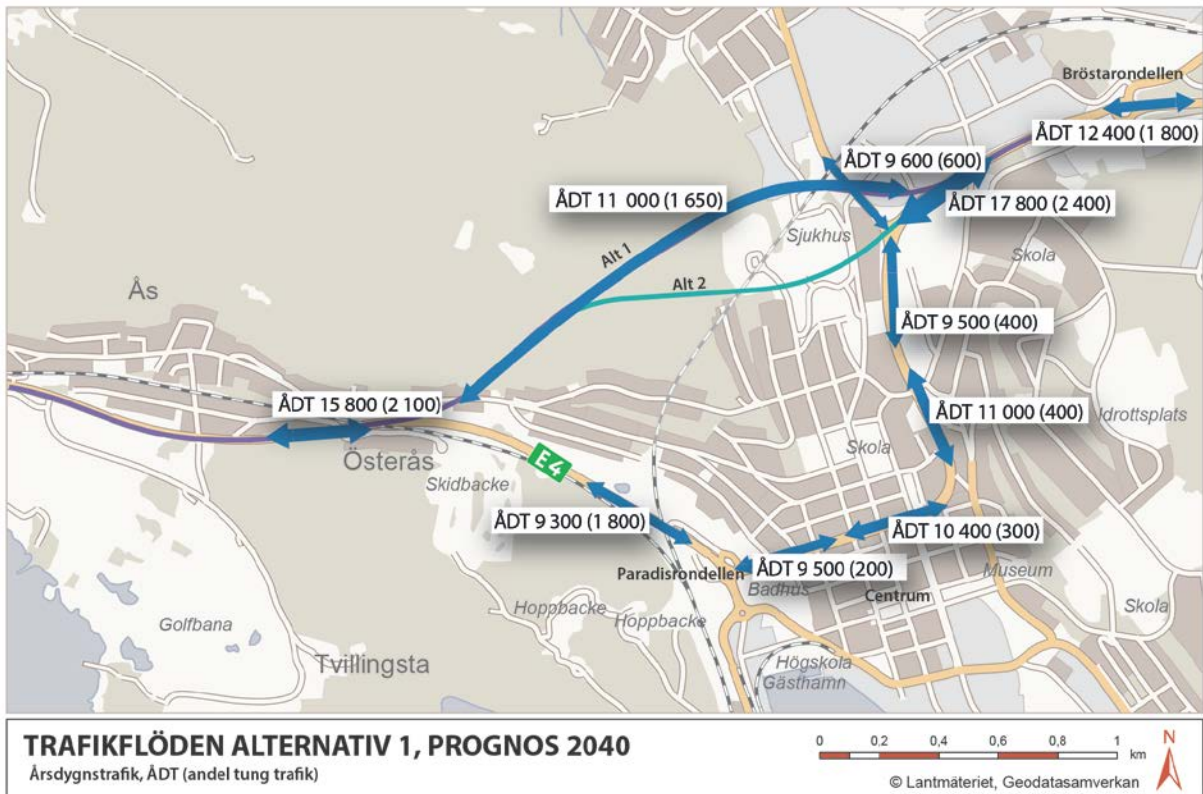 Bröstarondellen
ÅDT 12 400 (1 800)
ÅDT 9 600 (600)
ÅDT 11 000 (1 650)
ÅDT 17 800 (2 400)
Sjukhus
Alt 1
Skola
Alt 2
Ås
ÅDT 9 500 (400)
ÅDT 15 800 (2 100)
ÅDT 11 000 (400)
Idrottsplats
Österås
Skola
E4
Skidbacke
ÅDT 9 300 (1 800)
ÅDT 10 400 (300)
Paradisrondellen
ÅDT 9 500 (200)
Badhus
Museum
Centrum
Hoppbacke
Hoppbacke
Skola
Golfbana
Tvillingsta
Högskola
Gästhamn
TRAFIKFLÖDEN ALTERNATIV 1, PROGNOS 2040
Årsdygnstrafik, ÅDT (andel tung trafik)
0 0,2 0,4 0,6 0,8 1
km
N
© Lantmäteriet, Geodatasamverkan